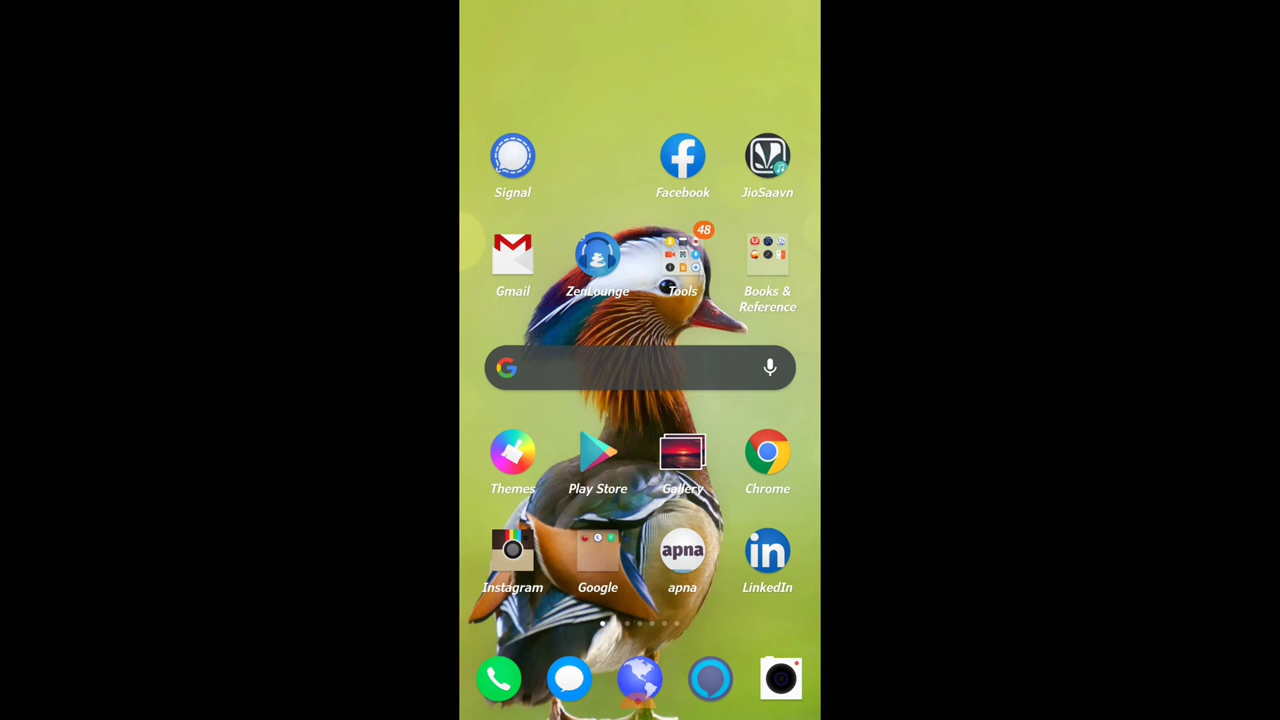 Signal
Facebook
JioSaavn
48
Gmail
ZenLounge
Tools
Books &
Reference
Themes
Play Store
Gallery
Chrome
apna
in
Instagram
Google
apna
LinkedIn